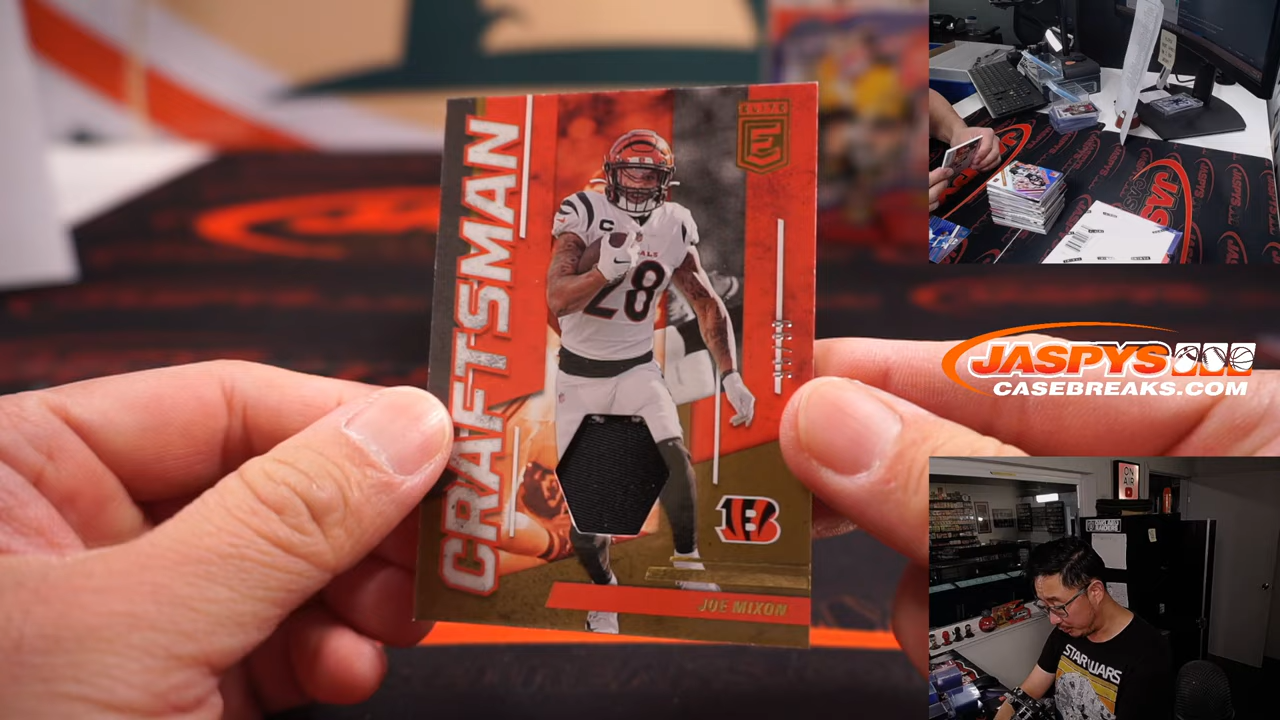 CRAFTSMAN
ELITE
E
C
28
B
JOE MIXON
JASPYS
CASEBREAKS.COM
ON
AIR
STAR WARS